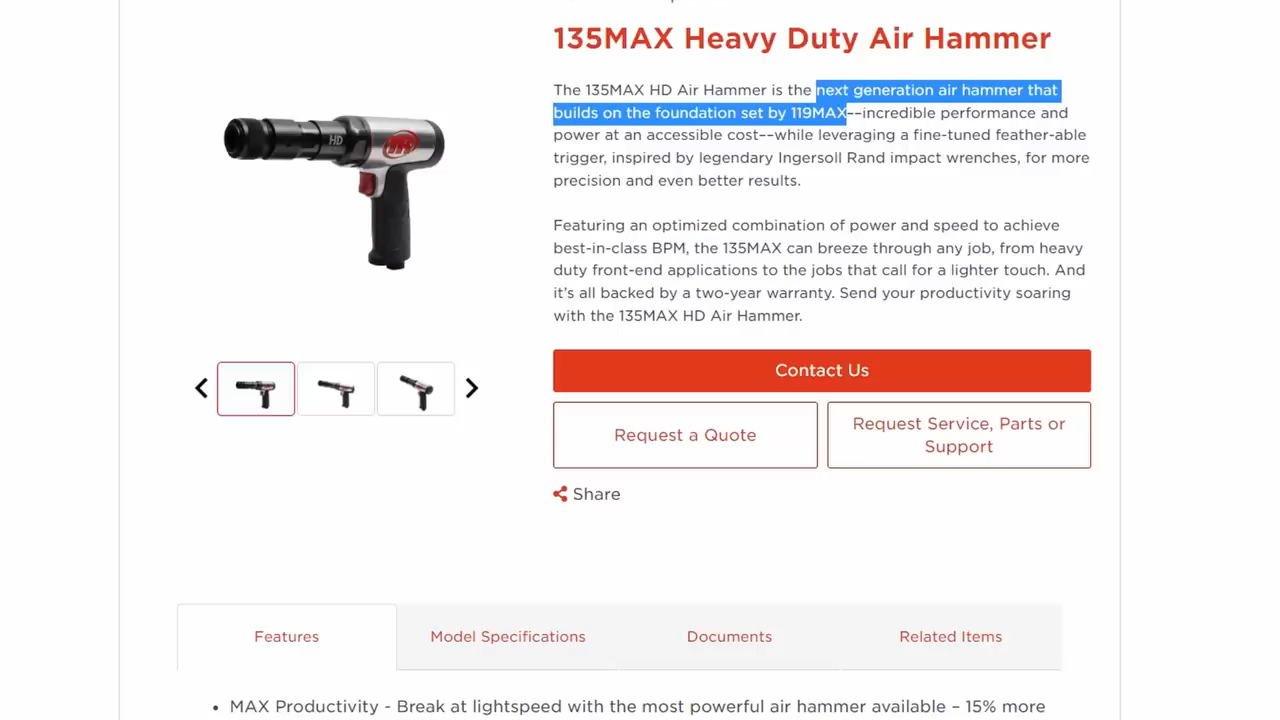 135MAX Heavy Duty Air Hammer
The 135MAX HD Air Hammer is the next generation air hammer that
builds on the foundation set by 119MAX––incredible performance and
power at an accessible cost––while leveraging a fine-tuned feather-able
trigger, inspired by legendary Ingersoll Rand impact wrenches, for more
precision and even better results.
Featuring an optimized combination of power and speed to achieve
best-in-class BPM, the 135MAX can breeze through any job, from heavy
duty front-end applications to the jobs that call for a lighter touch. And
it’s all backed by a two-year warranty. Send your productivity soaring
with the 135MAX HD Air Hammer.
HD
IR
Contact Us
Request a Quote
Request Service, Parts or
Support
Share
Features
Model Specifications
Documents
Related Items
• MAX Productivity - Break at lightspeed with the most powerful air hammer available – 15% more